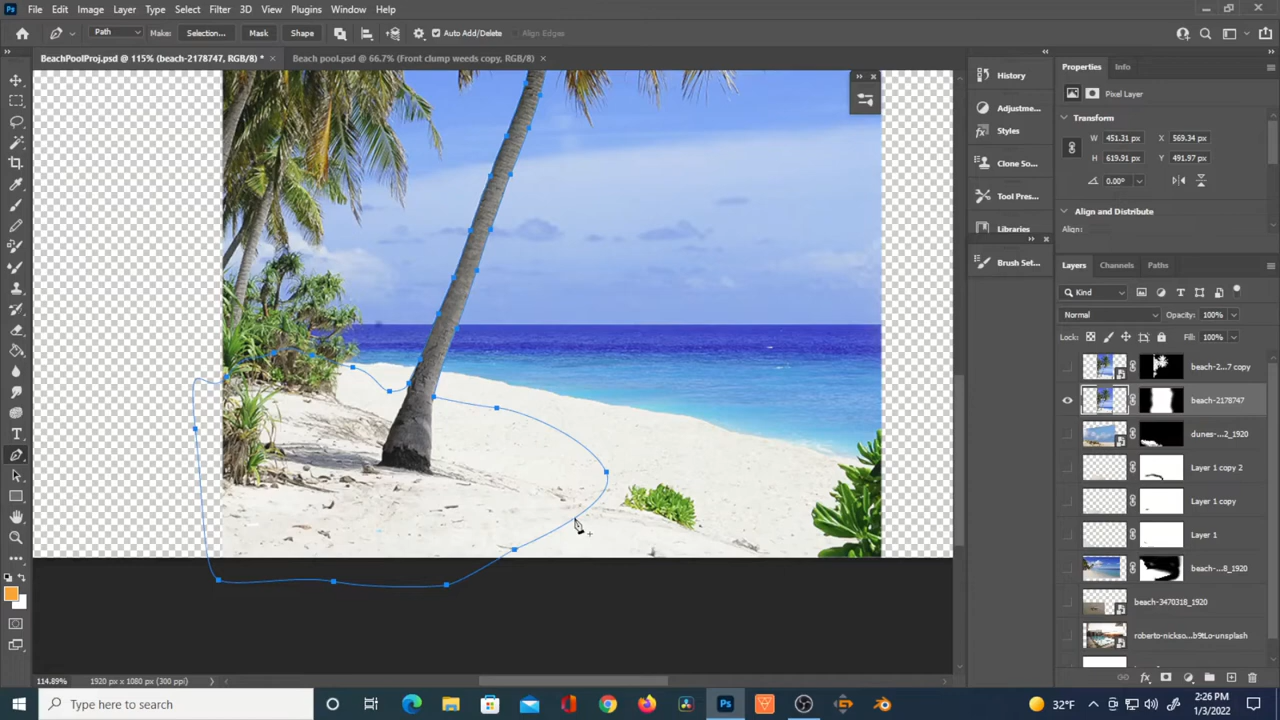 Ps File Edit Image Layer Type Select Filter 3D View Plugins Window Help
Path Make: Selection... Mask Shape Auto Add/Delete Align Edges
BeachPoolProj.psd @ 115% (beach-2178747, RGB/8) * Beach pool.psd @ 66.7% (Front clump weeds copy, RGB/8)
History
Adjustme...
Styles
Clone So...
Tool Pres...
Libraries
Brush Set...
Properties Info
Pixel Layer
Transform
W 451.31 px X 569.34 px
H 619.91 px Y 491.97 px
0.00°
Align and Distribute
Align:
Layers Channels Paths
Kind
Normal Opacity: 100%
Lock: Fill: 100%
beach-2...7 copy
beach-2178747
dunes-...2_1920
Layer 1 copy 2
Layer 1 copy
Layer 1
beach-...8_1920
beach-3470318_1920
roberto-nickso...b9tLo-unsplash
114.89% 1920 px x 1080 px (300 ppi)
Type here to search
Ps
32°F
2:26 PM
1/3/2022